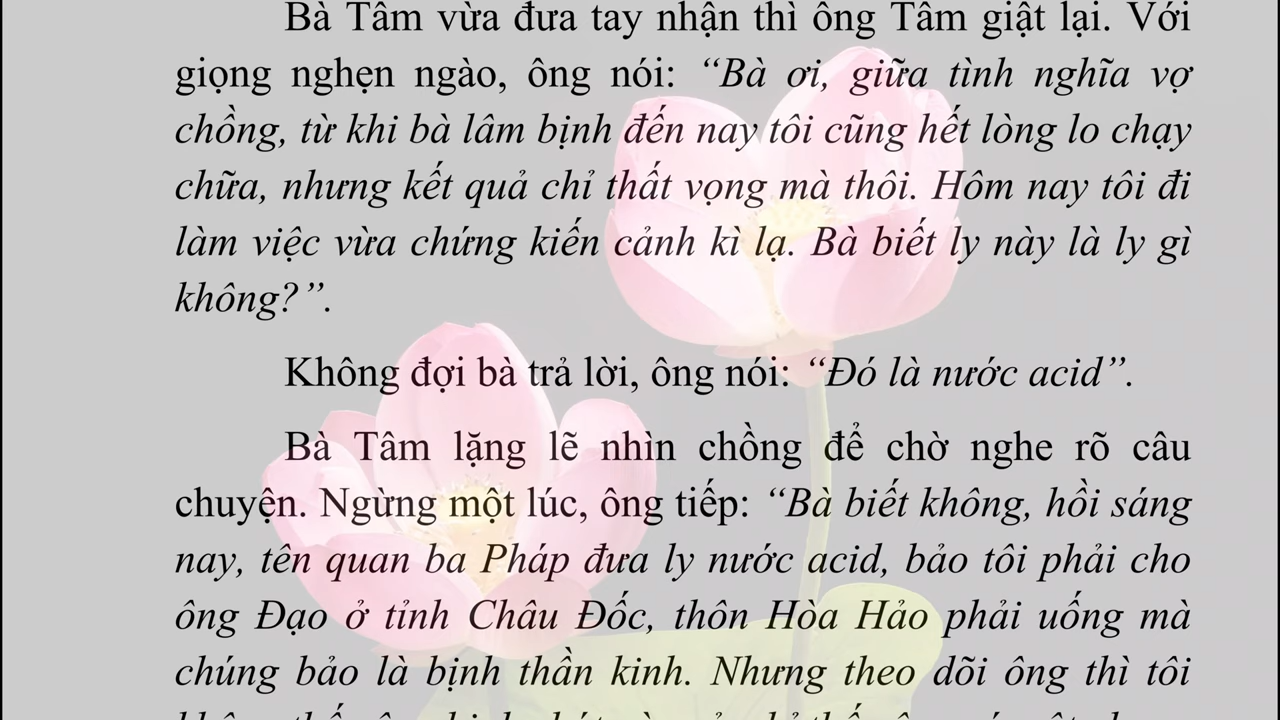 Bà Tâm vừa đưa tay nhận thì ông Tâm giật lại. Với
giọng nghẹn ngào, ông nói: “Bà ơi, giữa tình nghĩa vợ
chồng, từ khi bà lâm bịnh đến nay tôi cũng hết lòng lo chạy
chữa, nhưng kết quả chỉ thất vọng mà thôi. Hôm nay tôi đi
làm việc vừa chứng kiến cảnh kì lạ. Bà biết ly này là ly gì
không?”.
Không đợi bà trả lời, ông nói: “Đó là nước acid”.
Bà Tâm lặng lẽ nhìn chồng để chờ nghe rõ câu
chuyện. Ngừng một lúc, ông tiếp: “Bà biết không, hồi sáng
nay, tên quan ba Pháp đưa ly nước acid, bảo tôi phải cho
ông Đạo ở tỉnh Châu Đốc, thôn Hòa Hảo phải uống mà
chúng bảo là bịnh thần kinh. Nhưng theo dõi ông thì tôi